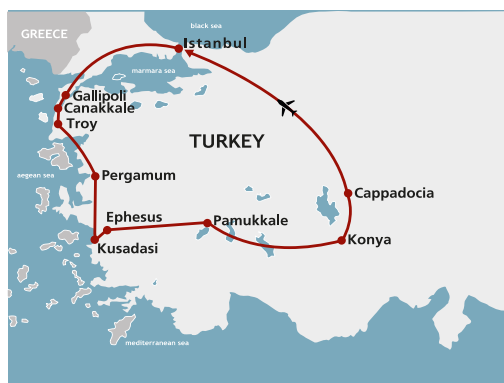 black sea
GREECE
Istanbul
marmara sea
Gallipoli
Canakkale
Troy
TURKEY
aegean sea
Pergamum
Cappadocia
Ephesus
Pamukkale
Kusadasi
Konya
mediterranean sea